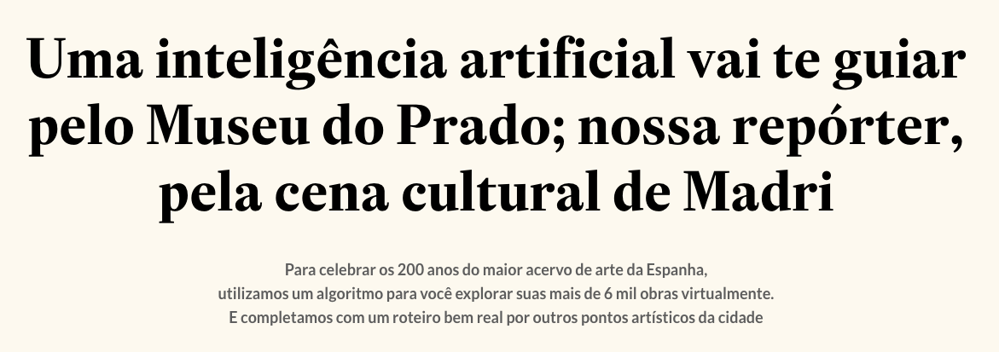 Uma inteligência artificial vai te guiar
pelo Museu do Prado; nossa repórter,
pela cena cultural de Madri
Para celebrar os 200 anos do maior acervo de arte da Espanha,
utilizamos um algoritmo para você explorar suas mais de 6 mil obras virtualmente.
E completamos com um roteiro bem real por outros pontos artísticos da cidade